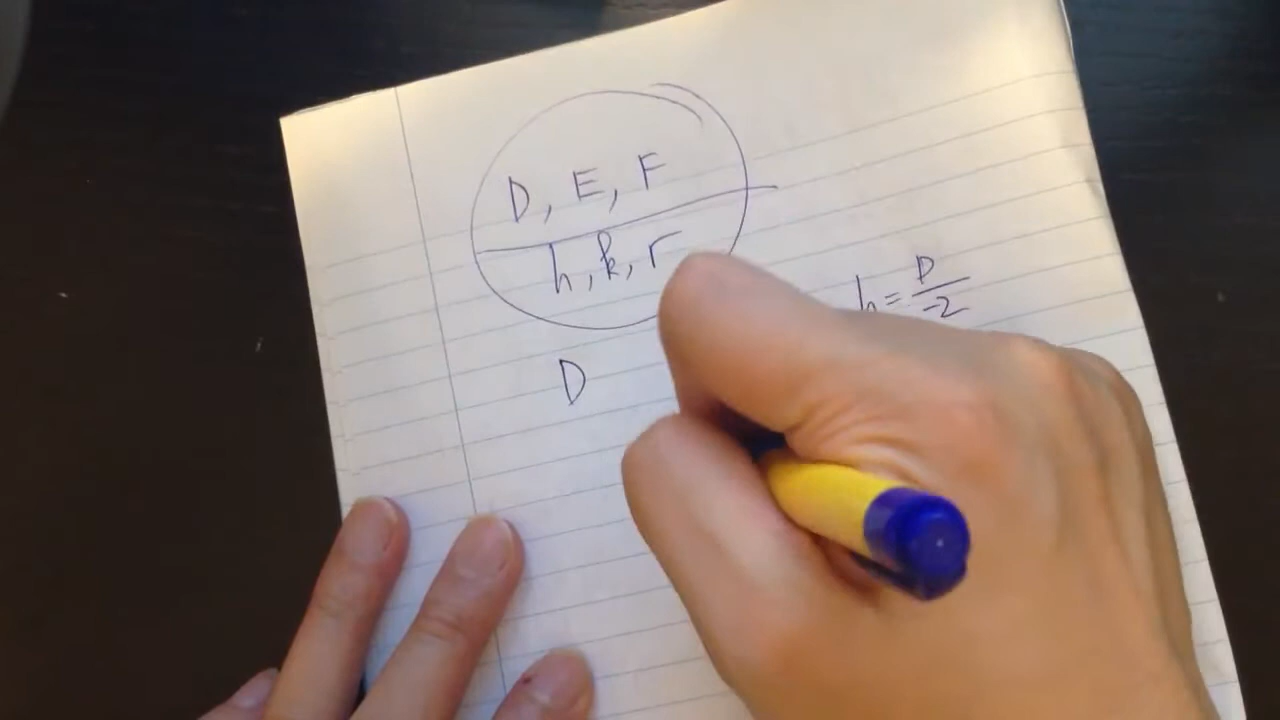 D, E, F
h, k, r
h = D/-2
D